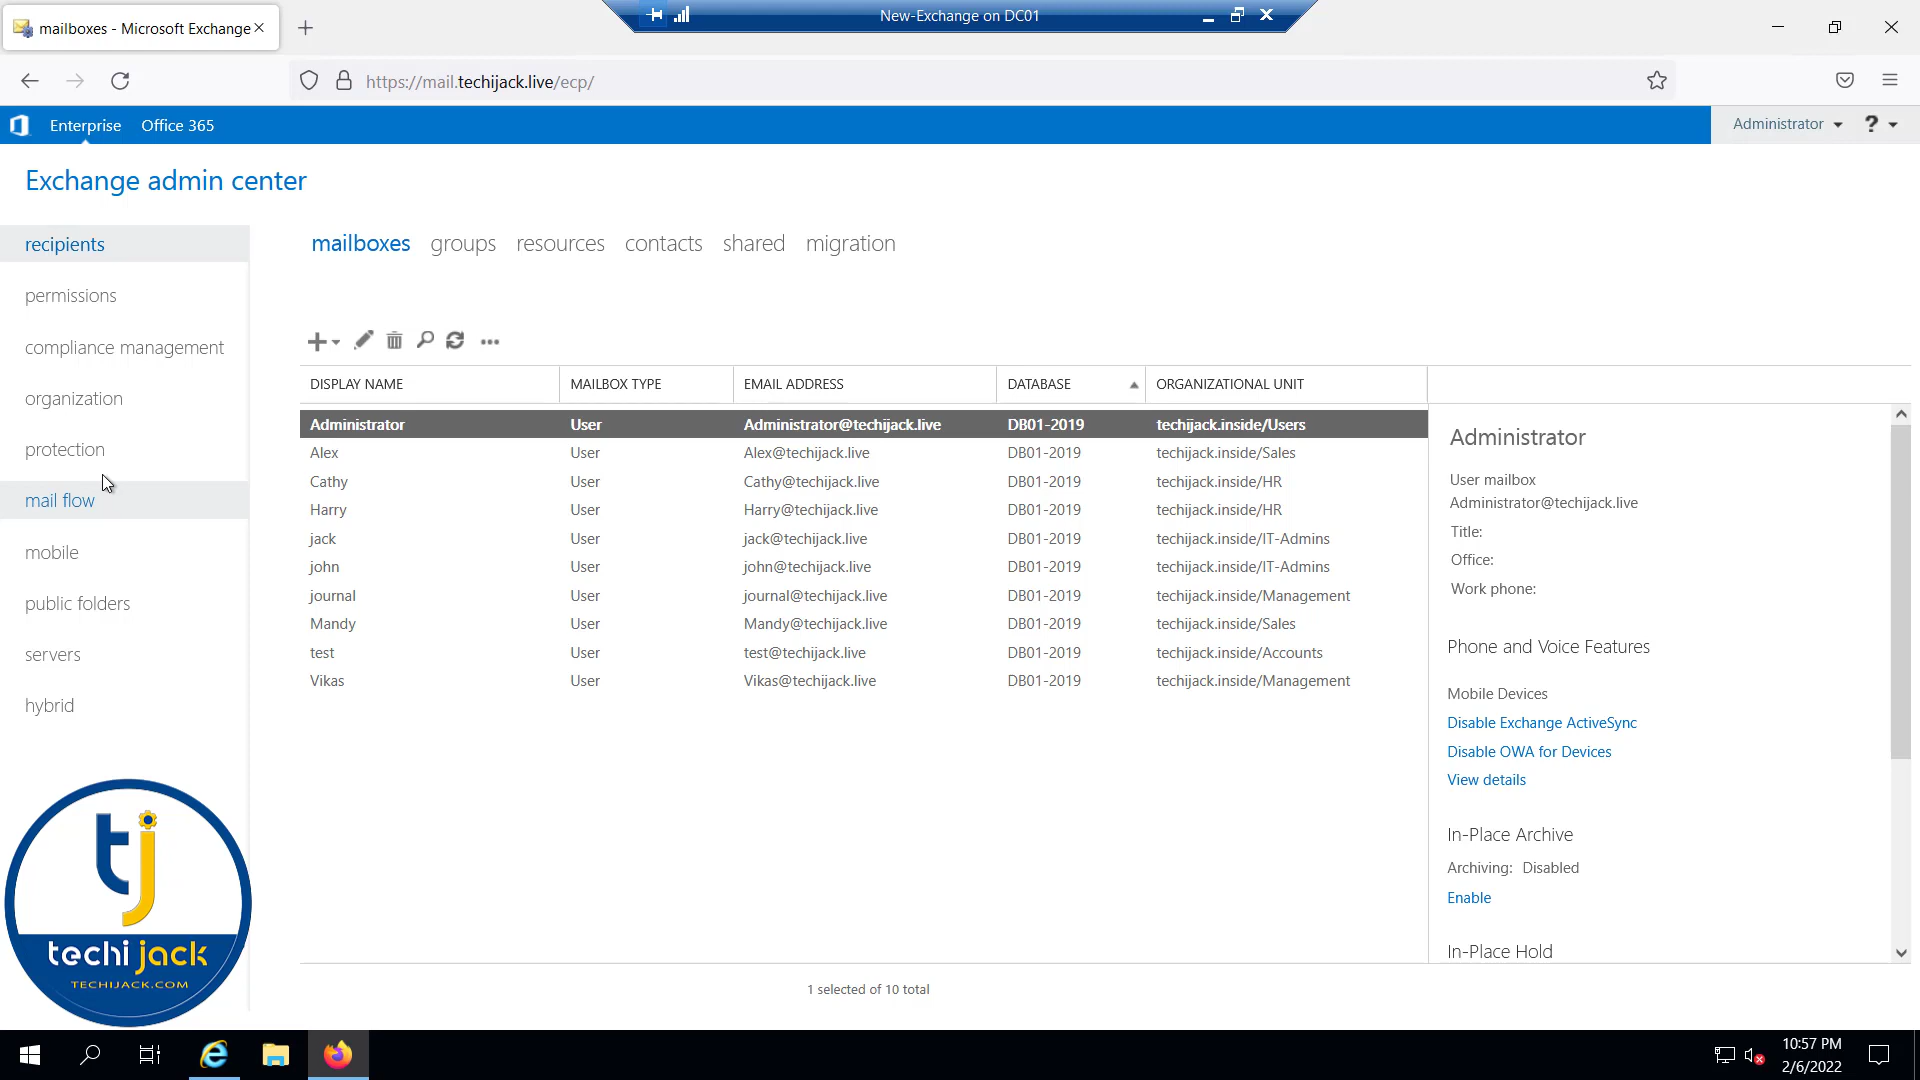 mailboxes - Microsoft Exchange
New-Exchange on DC01
https://mail.techijack.live/ecp/
Enterprise Office 365
Administrator ?
Exchange admin center
recipients
permissions
compliance management
organization
protection
mail flow
mobile
public folders
servers
hybrid
mailboxes groups resources contacts shared migration
DISPLAY NAME MAILBOX TYPE EMAIL ADDRESS DATABASE ORGANIZATIONAL UNIT
Administrator User Administrator@techijack.live DB01-2019 techijack.inside/Users
Alex User Alex@techijack.live DB01-2019 techijack.inside/Sales
Cathy User Cathy@techijack.live DB01-2019 techijack.inside/HR
Harry User Harry@techijack.live DB01-2019 techijack.inside/HR
jack User jack@techijack.live DB01-2019 techijack.inside/IT-Admins
john User john@techijack.live DB01-2019 techijack.inside/IT-Admins
journal User journal@techijack.live DB01-2019 techijack.inside/Management
Mandy User Mandy@techijack.live DB01-2019 techijack.inside/Sales
test User test@techijack.live DB01-2019 techijack.inside/Accounts
Vikas User Vikas@techijack.live DB01-2019 techijack.inside/Management
Administrator
User mailbox
Administrator@techijack.live
Title:
Office:
Work phone:
Phone and Voice Features
Mobile Devices
Disable Exchange ActiveSync
Disable OWA for Devices
View details
In-Place Archive
Archiving: Disabled
Enable
In-Place Hold
1 selected of 10 total
tj
techi jack
TECHIJACK.COM
10:57 PM
2/6/2022